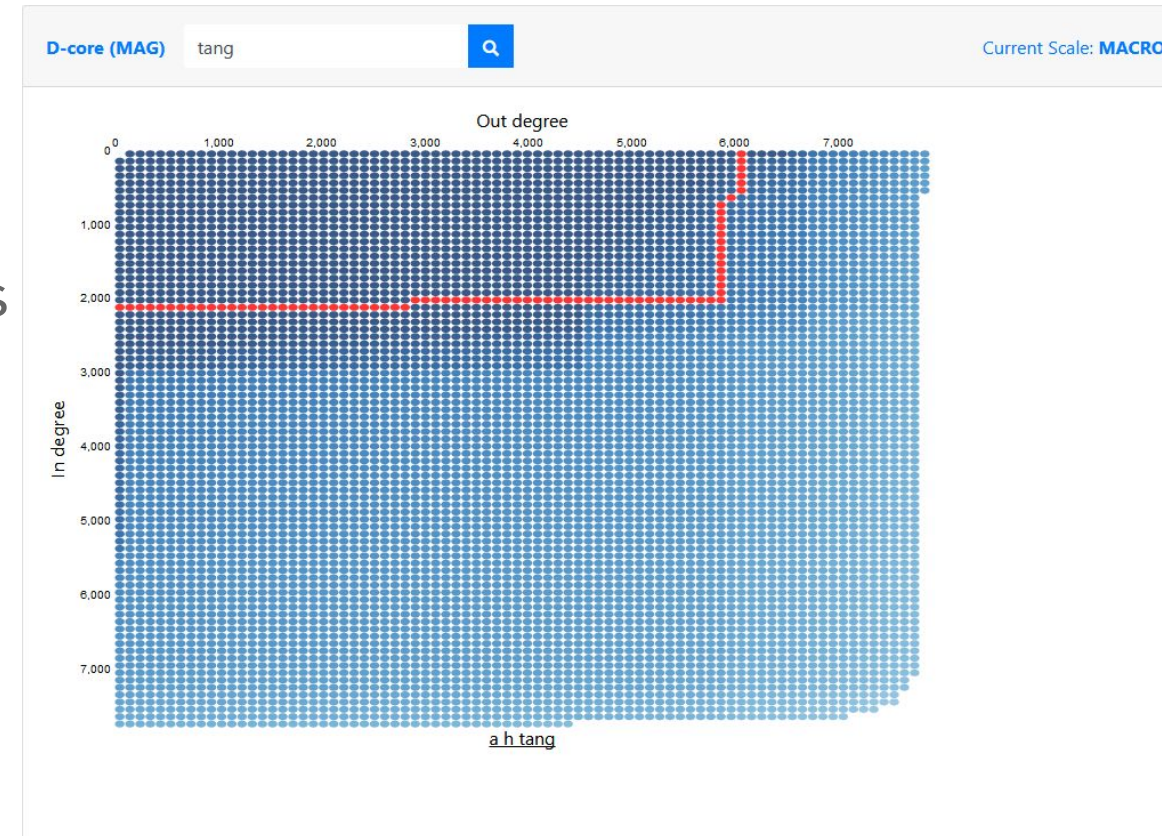 D-core (MAG) tang Current Scale: MACRO
Out degree
0 1,000 2,000 3,000 4,000 5,000 6,000 7,000
0
1,000
2,000
s
3,000
In degree
4,000
5,000
6,000
7,000
a h tang